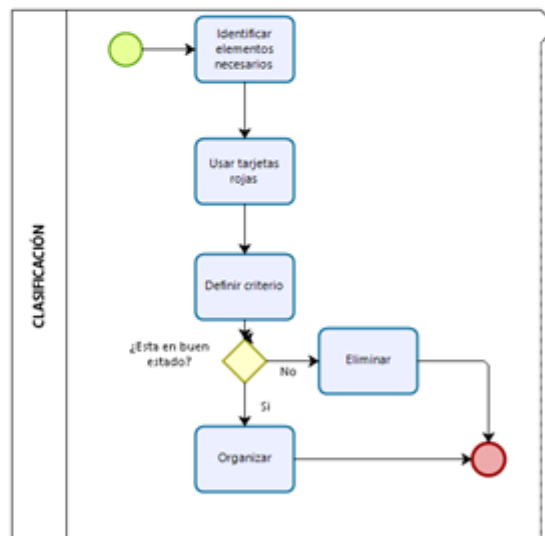 CLASIFICACIÓN
Identificar
elementos
necesarios
Usar tarjetas
rojas
Definir criterio
¿Esta en buen
estado?
No
Eliminar
Si
Organizar